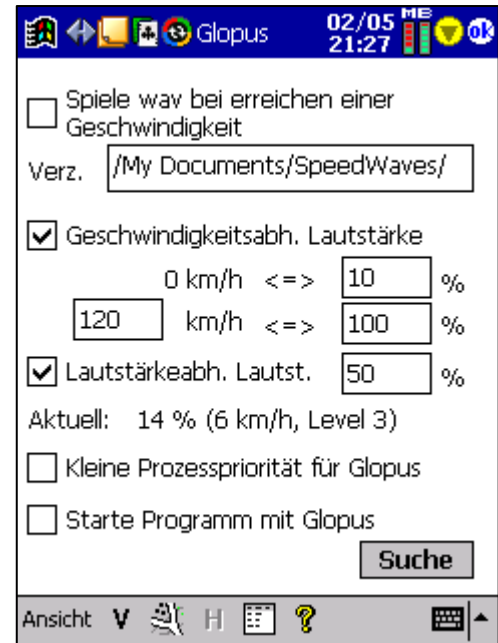 Glopus 02/05 MB ok
21:27
Spiele wav bei erreichen einer
Geschwindigkeit
Verz. /My Documents/SpeedWaves/
Geschwindigkeitsabh. Lautstärke
0 km/h <=> 10 %
120 km/h <=> 100 %
Lautstärkeabh. Lautst. 50 %
Aktuell: 14 % (6 km/h, Level 3)
Kleine Prozesspriorität für Glopus
Starte Programm mit Glopus
Suche
Ansicht V H ?